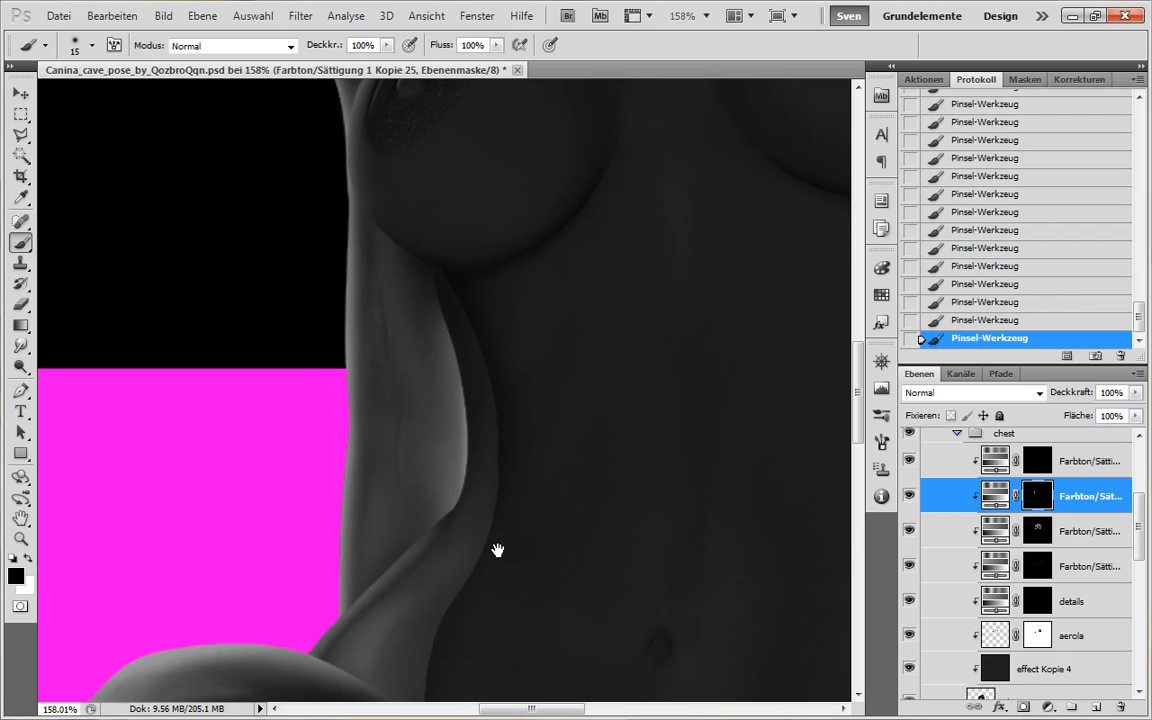 Ps Datei Bearbeiten Bild Ebene Auswahl Filter Analyse 3D Ansicht Fenster Hilfe Br Mb 158% Sven Grundelemente Design
15 Modus: Normal Deckkr.: 100% Fluss: 100%
Canina_cave_pose_by_QozbroQqn.psd bei 158% (Farbton/Sättigung 1 Kopie 25, Ebenenmaske/8) *
Aktionen Protokoll Masken Korrekturen
Mb
Pinsel-Werkzeug
Pinsel-Werkzeug
Pinsel-Werkzeug
Pinsel-Werkzeug
Pinsel-Werkzeug
Pinsel-Werkzeug
Pinsel-Werkzeug
Pinsel-Werkzeug
Pinsel-Werkzeug
Pinsel-Werkzeug
Pinsel-Werkzeug
Pinsel-Werkzeug
Pinsel-Werkzeug
Pinsel-Werkzeug
Ebenen Kanäle Pfade
Normal Deckkraft: 100%
Fixieren: Fläche: 100%
chest
Farbton/Sätti...
Farbton/Sät...
Farbton/Sätti...
Farbton/Sätti...
details
aerola
effect Kopie 4
158.01% Dok: 9.56 MB/205.1 MB